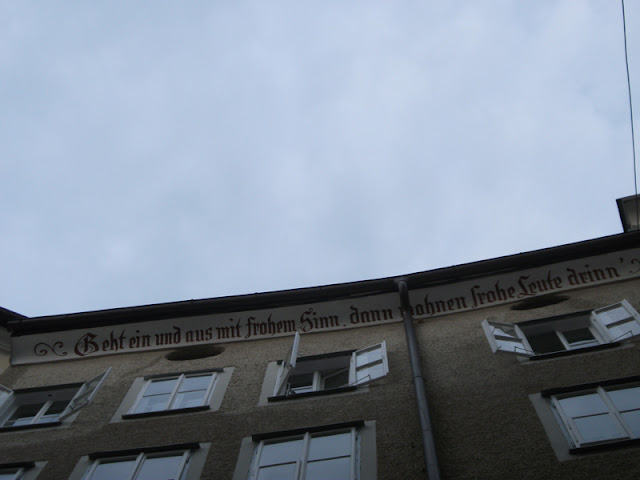 Geht ein und aus mit frohem Sinn, dann wohnen frohe Leute drinn'